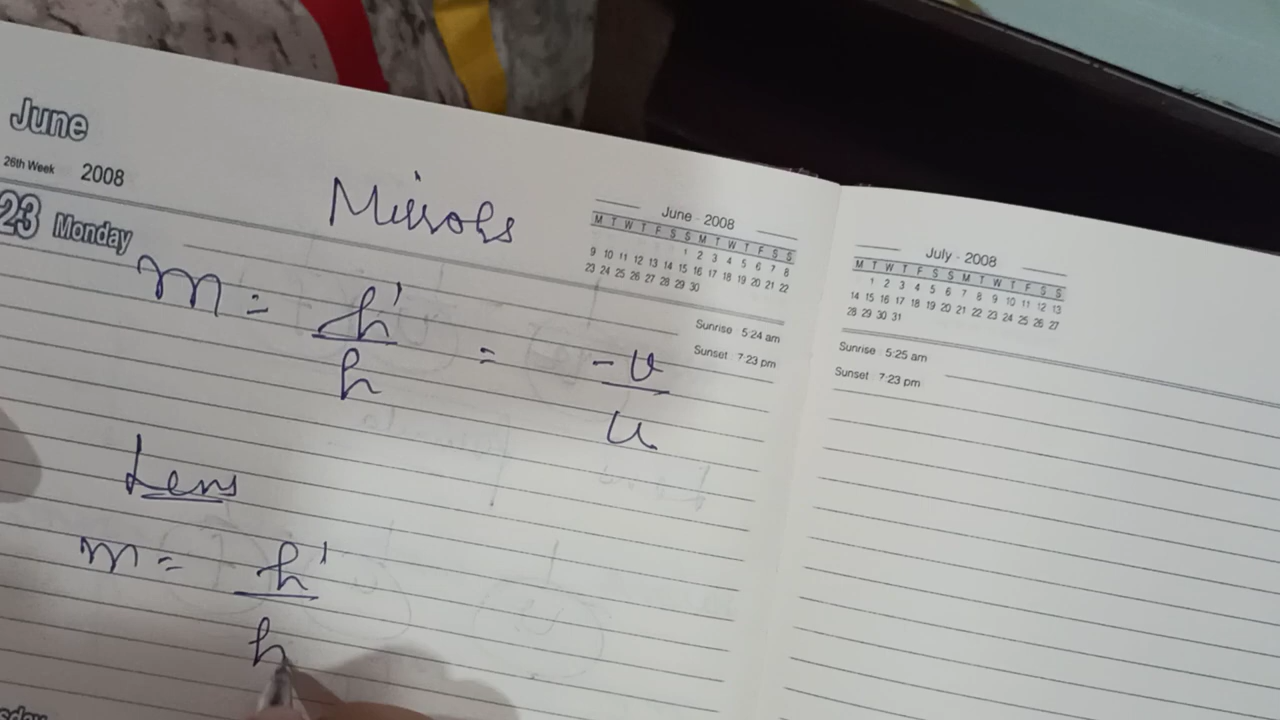 June
26th Week 2008
23 Monday
Mirrors
m = h' / h = -v / u
Lens
m = h' / h
June - 2008
M T W T F S S M T W T F S S
1 2 3 4 5 6 7 8
9 10 11 12 13 14 15 16 17 18 19 20 21 22
23 24 25 26 27 28 29 30
Sunrise 5:24 am
Sunset 7:23 pm
July - 2008
M T W T F S S M T W T F S S
1 2 3 4 5 6 7 8 9 10 11 12 13
14 15 16 17 18 19 20 21 22 23 24 25 26 27
28 29 30 31
Sunrise 5:25 am
Sunset 7:23 pm